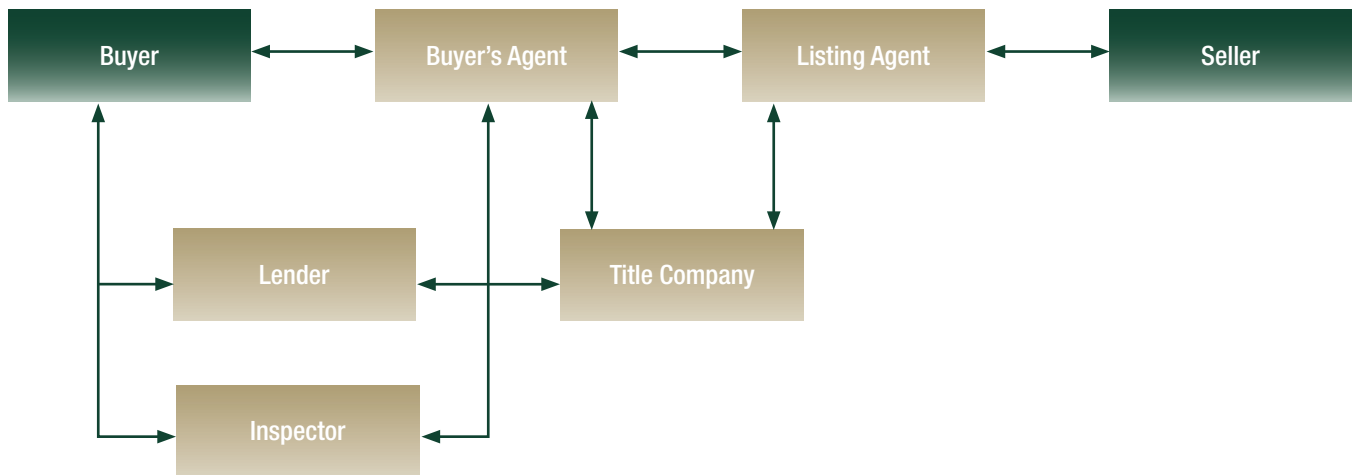 Buyer
Buyer’s Agent
Listing Agent
Seller
Lender
Title Company
Inspector